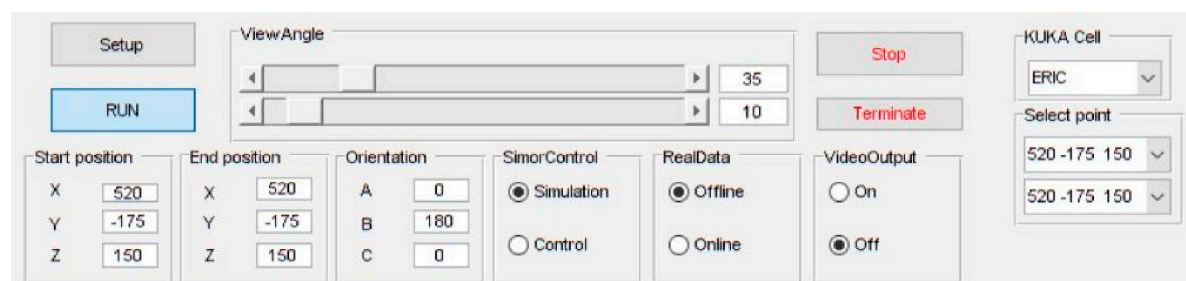 Setup
RUN
ViewAngle
35
10
Stop
Terminate
KUKA Cell
ERIC
Select point
520 -175 150
520 -175 150
Start position
X 520
Y -175
Z 150
End position
X 520
Y -175
Z 150
Orientation
A 0
B 180
C 0
SimorControl
Simulation
Control
RealData
Offline
Online
VideoOutput
On
Off